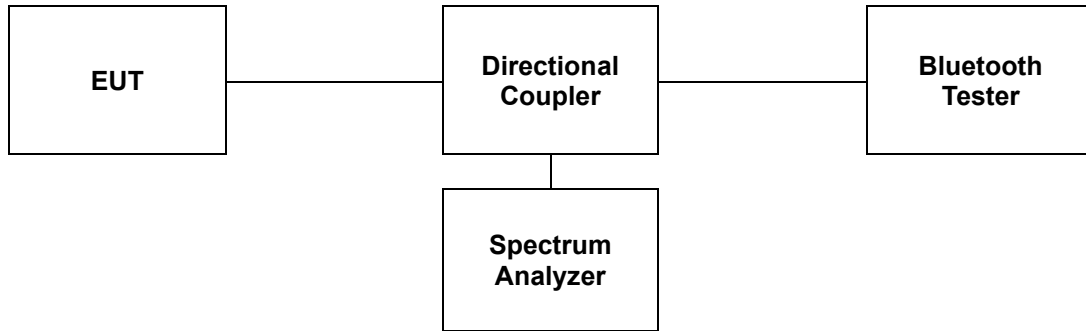 EUT
Directional
Coupler
Bluetooth
Tester
Spectrum
Analyzer